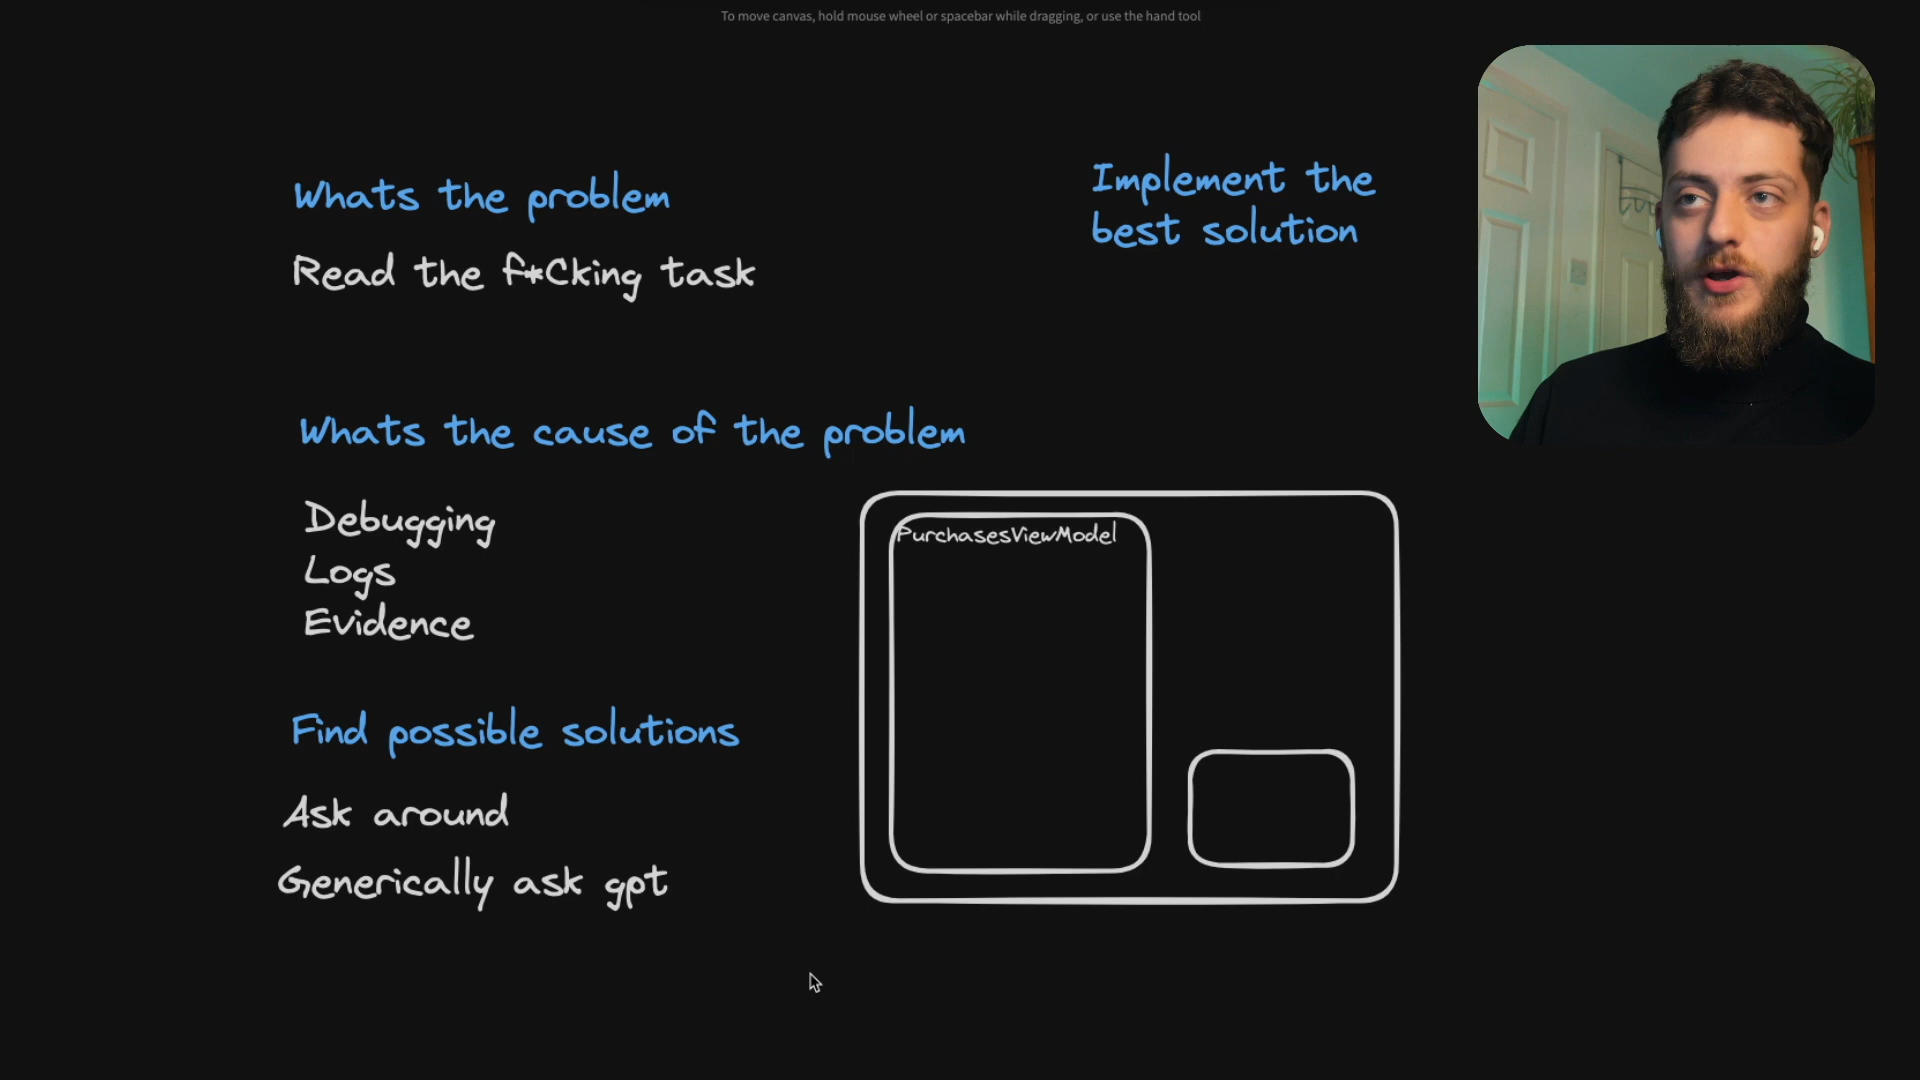 To move canvas, hold mouse wheel or spacebar while dragging, or use the hand tool
Whats the problem
Read the f*Cking task
Implement the
best solution
Whats the cause of the problem
Debugging
Logs
Evidence
PurchasesViewModel
Find possible solutions
Ask around
Generically ask gpt